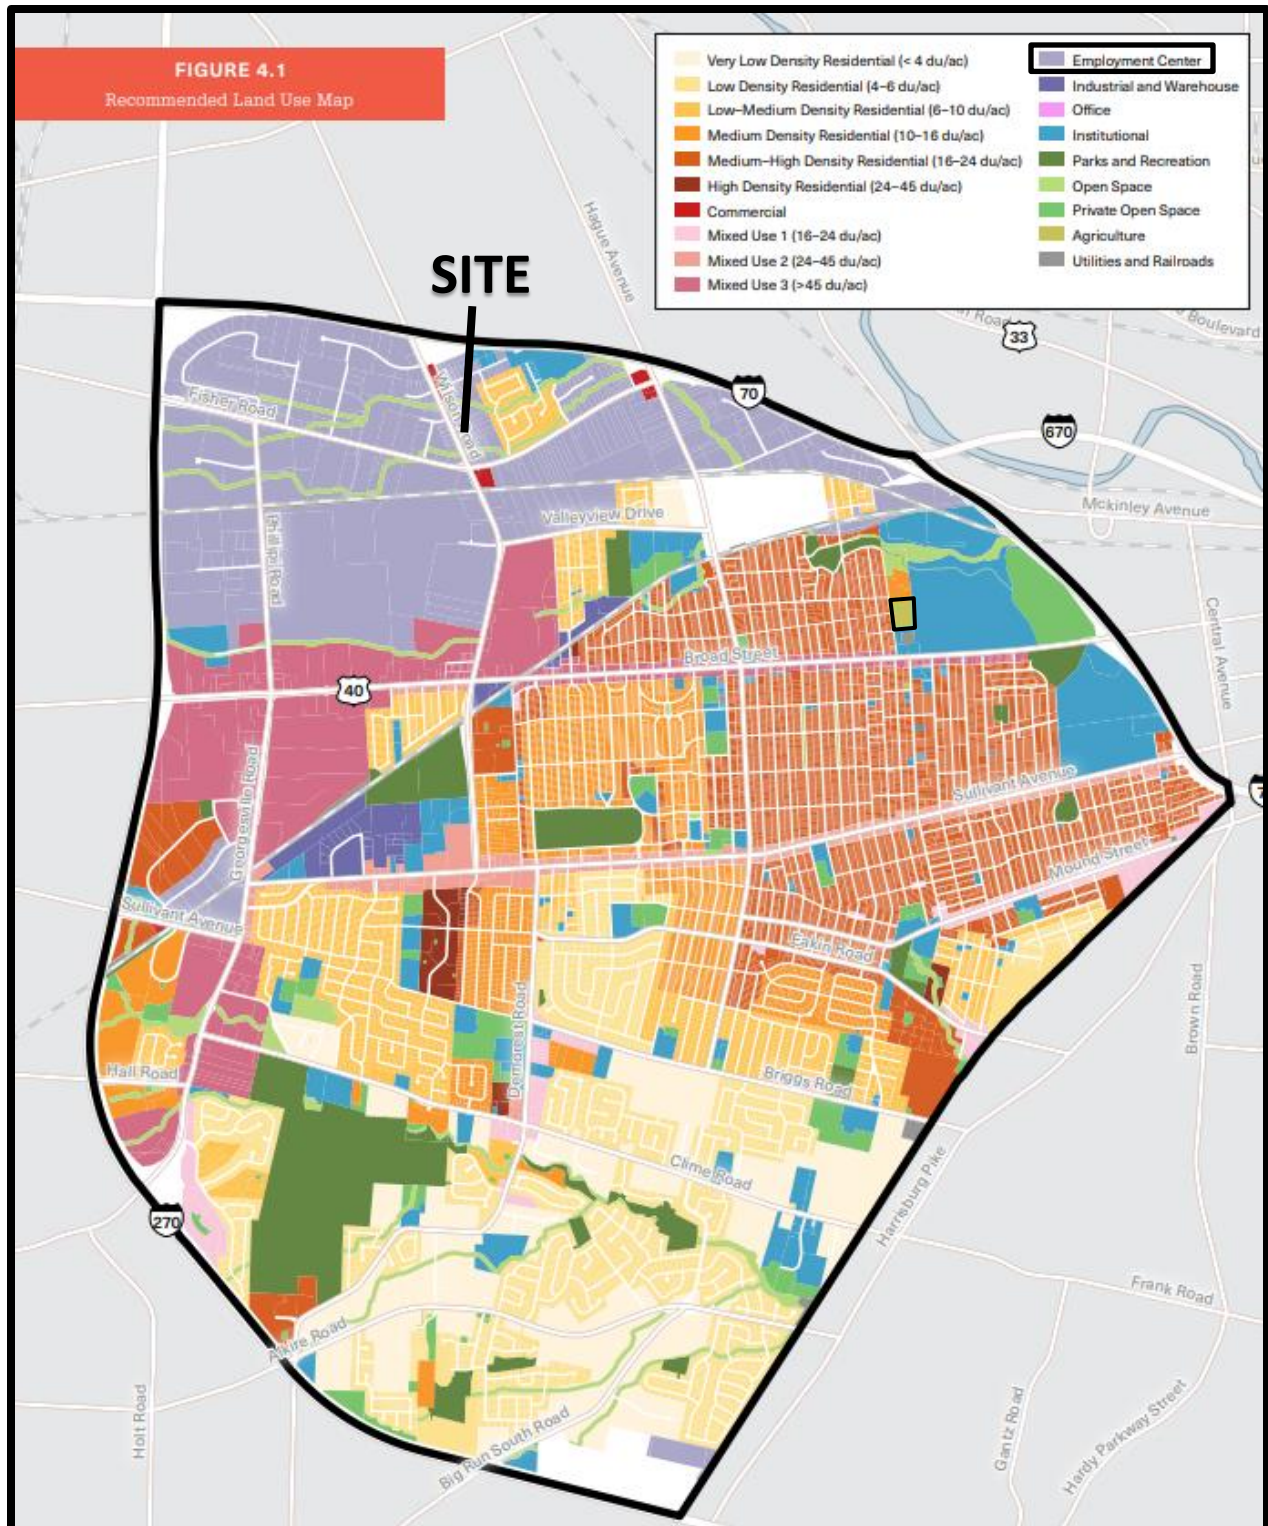 FIGURE 4.1
Recommended Land Use Map
Very Low Density Residential (< 4 du/ac)
Low Density Residential (4–6 du/ac)
Low–Medium Density Residential (6–10 du/ac)
Medium Density Residential (10–16 du/ac)
Medium–High Density Residential (16–24 du/ac)
High Density Residential (24–45 du/ac)
Commercial
Mixed Use 1 (16–24 du/ac)
Mixed Use 2 (24–45 du/ac)
Mixed Use 3 (>45 du/ac)
Employment Center
Industrial and Warehouse
Office
Institutional
Parks and Recreation
Open Space
Private Open Space
Agriculture
Utilities and Railroads
SITE
Hague Avenue
Boulevard
33
70
670
Fisher Road
Wilson Road
Valleyview Drive
McKinley Avenue
Phillipi Road
Central Avenue
Broad Street
40
Georgesville Road
Sullivant Avenue
Mound Street
Sullivant Avenue
Eakin Road
Demorest Road
Brown Road
Hall Road
Briggs Road
Clime Road
Harrisburg Pike
270
Frank Road
Alkire Road
Holt Road
Big Run South Road
Gantz Road
Hardy Parkway Street